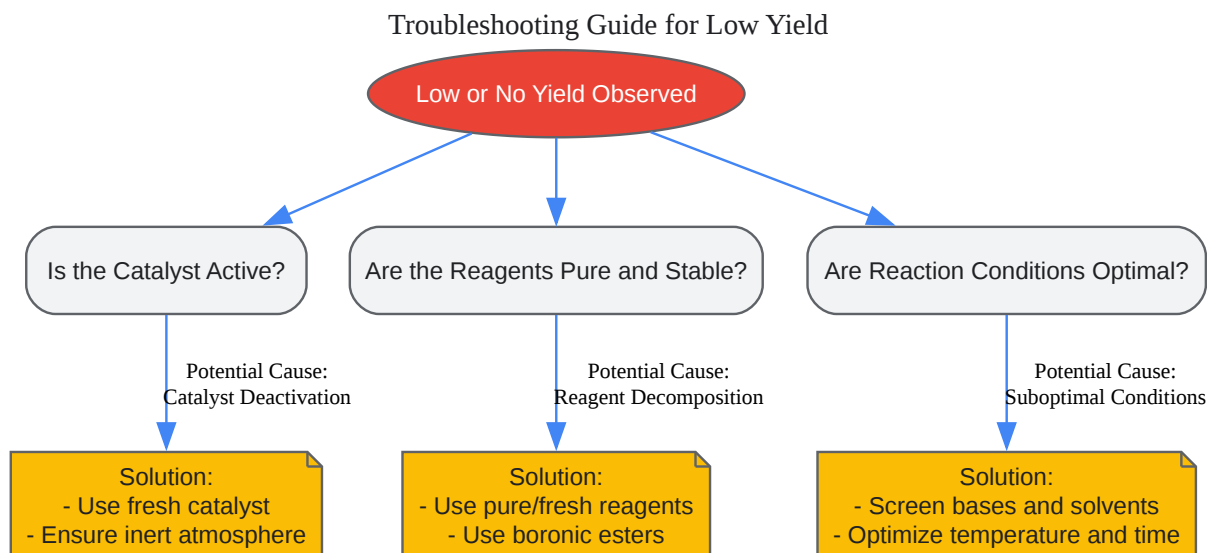 Troubleshooting Guide for Low Yield
Low or No Yield Observed
Is the Catalyst Active?
Are the Reagents Pure and Stable?
Are Reaction Conditions Optimal?
Potential Cause:
Catalyst Deactivation
Potential Cause:
Reagent Decomposition
Potential Cause:
Suboptimal Conditions
Solution:
- Use fresh catalyst
- Ensure inert atmosphere
Solution:
- Use pure/fresh reagents
- Use boronic esters
Solution:
- Screen bases and solvents
- Optimize temperature and time